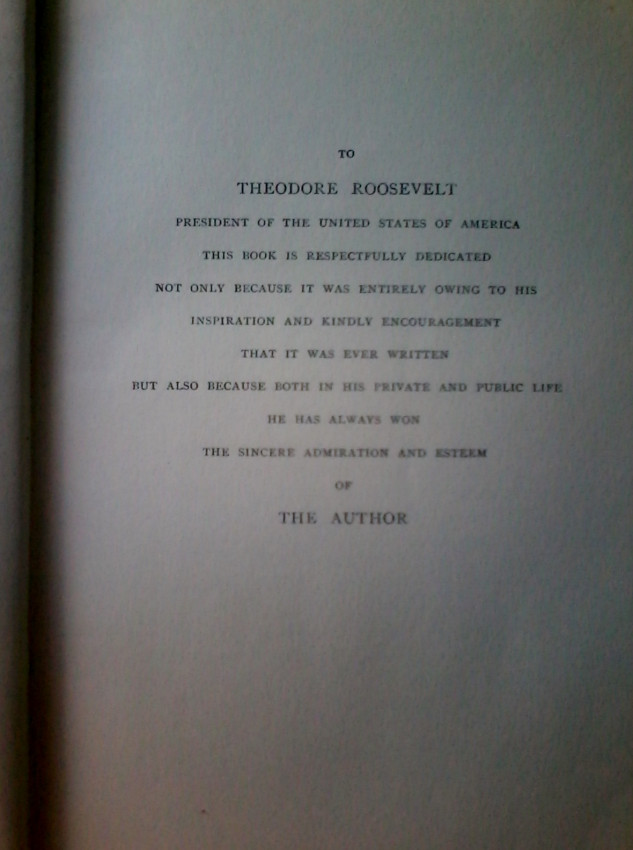 TO
THEODORE ROOSEVELT
PRESIDENT OF THE UNITED STATES OF AMERICA
THIS BOOK IS RESPECTFULLY DEDICATED
NOT ONLY BECAUSE IT WAS ENTIRELY OWING TO HIS
INSPIRATION AND KINDLY ENCOURAGEMENT
THAT IT WAS EVER WRITTEN
BUT ALSO BECAUSE BOTH IN HIS PRIVATE AND PUBLIC LIFE
HE HAS ALWAYS WON
THE SINCERE ADMIRATION AND ESTEEM
OF
THE AUTHOR